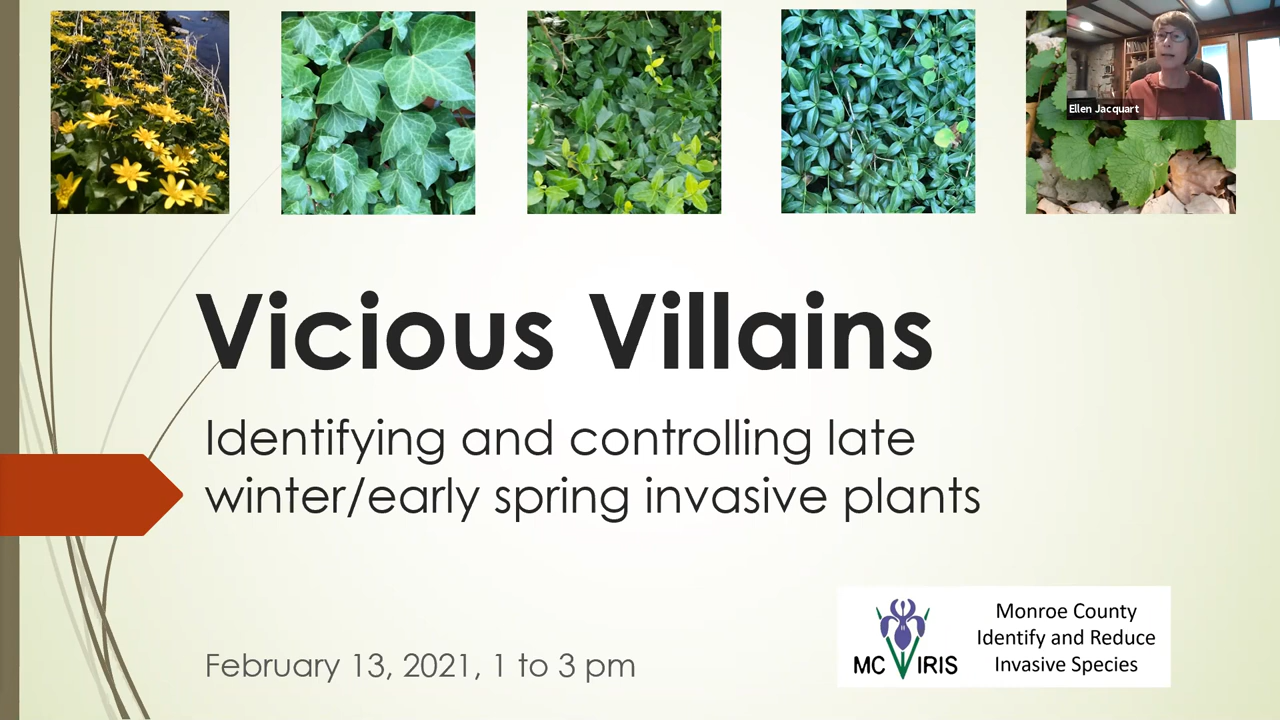 Ellen Jacquart
Vicious Villains
Identifying and controlling late
winter/early spring invasive plants
February 13, 2021, 1 to 3 pm
MC IRIS
Monroe County
Identify and Reduce
Invasive Species